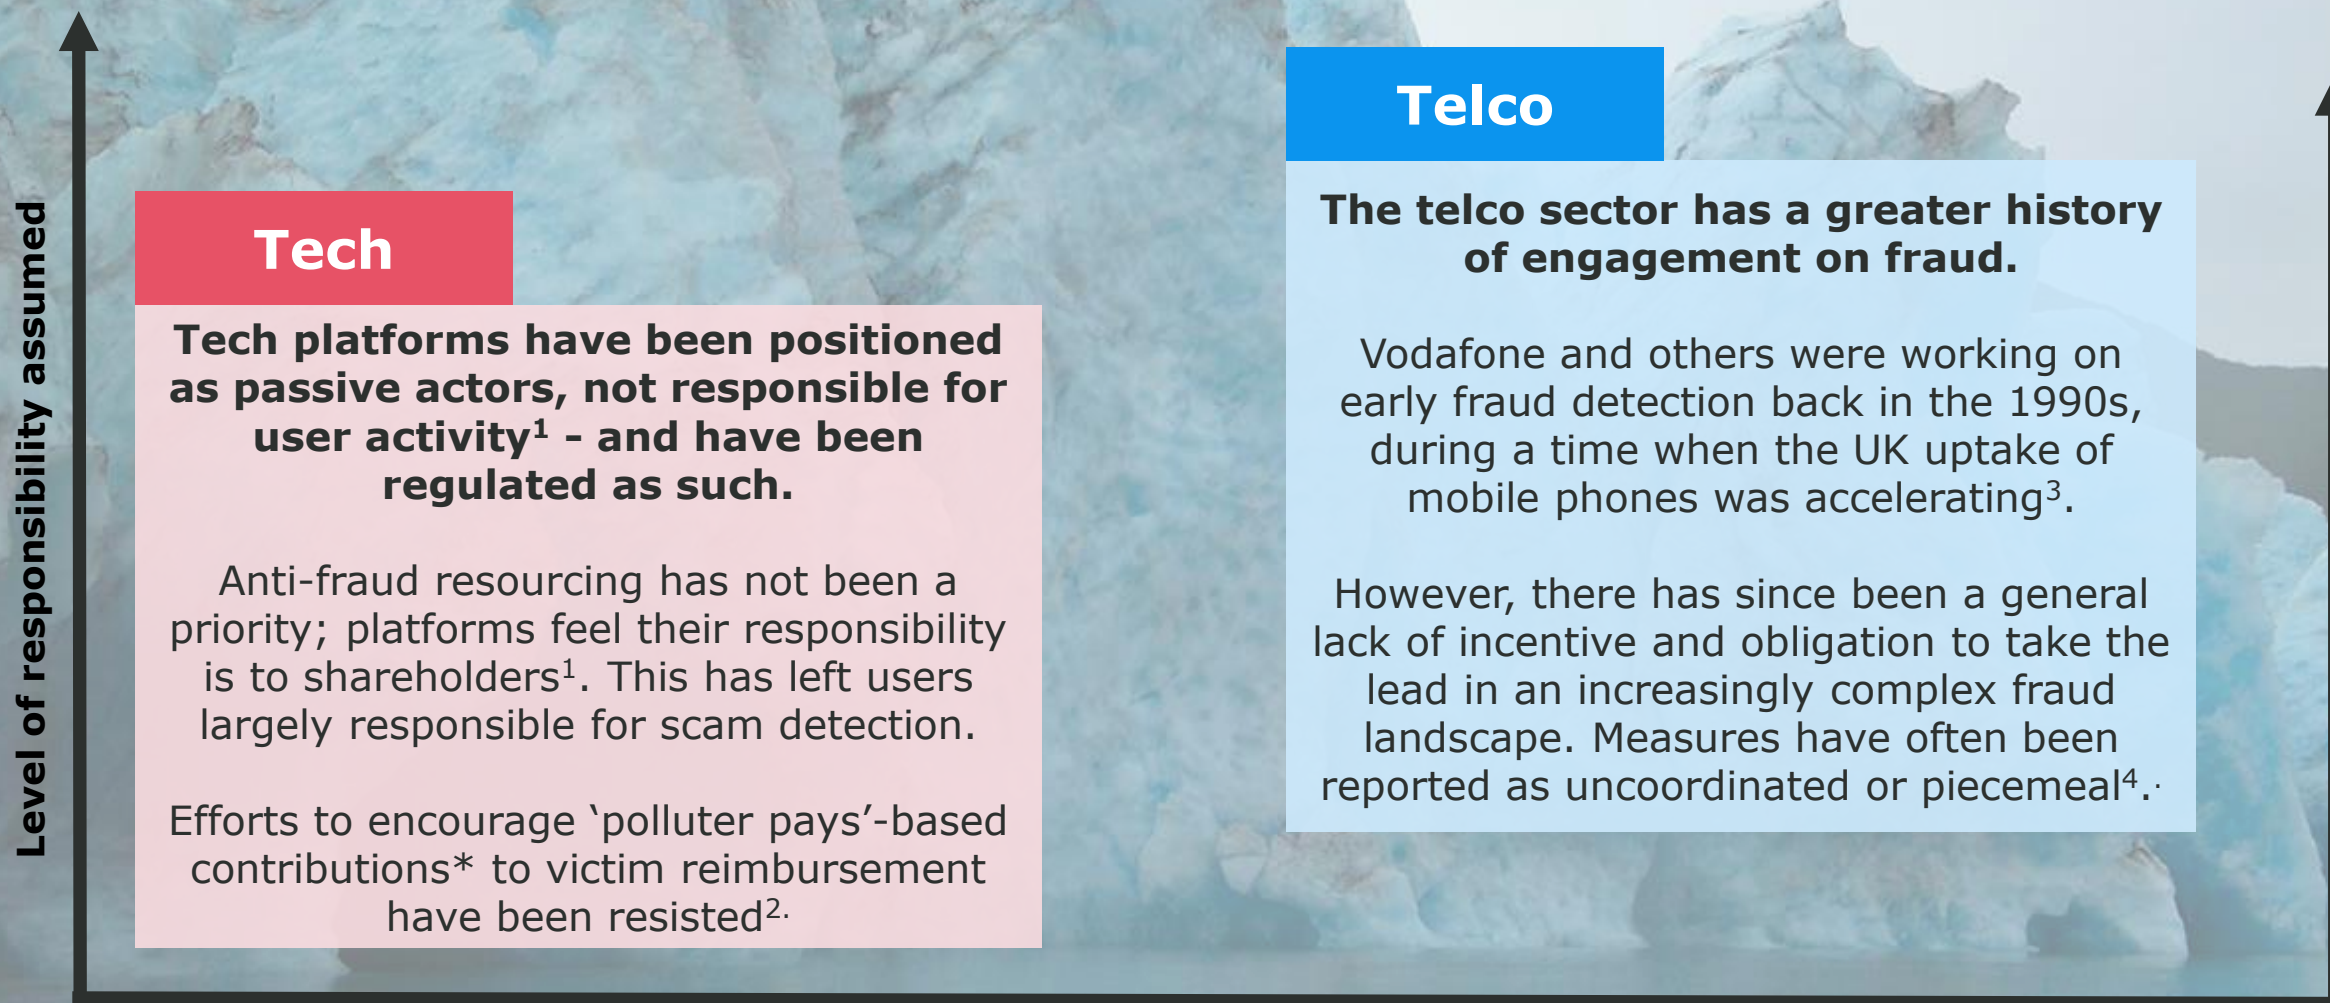 Level of responsibility assumed
Tech
Tech platforms have been positioned
as passive actors, not responsible for
user activity¹ - and have been
regulated as such.
Anti-fraud resourcing has not been a
priority; platforms feel their responsibility
is to shareholders¹. This has left users
largely responsible for scam detection.
Efforts to encourage ‘polluter pays’-based
contributions* to victim reimbursement
have been resisted²·
Telco
The telco sector has a greater history
of engagement on fraud.
Vodafone and others were working on
early fraud detection back in the 1990s,
during a time when the UK uptake of
mobile phones was accelerating³.
However, there has since been a general
lack of incentive and obligation to take the
lead in an increasingly complex fraud
landscape. Measures have often been
reported as uncoordinated or piecemeal⁴.·